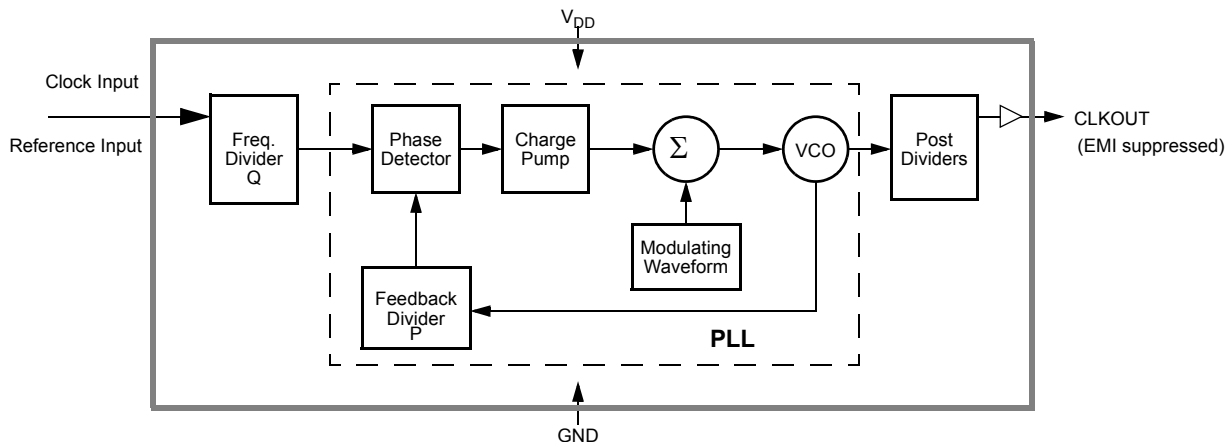 V_DD
Clock Input
Reference Input
Freq.
Divider
Q
Phase
Detector
Charge
Pump
Σ
VCO
Post
Dividers
CLKOUT
(EMI suppressed)
Modulating
Waveform
Feedback
Divider
P
PLL
GND